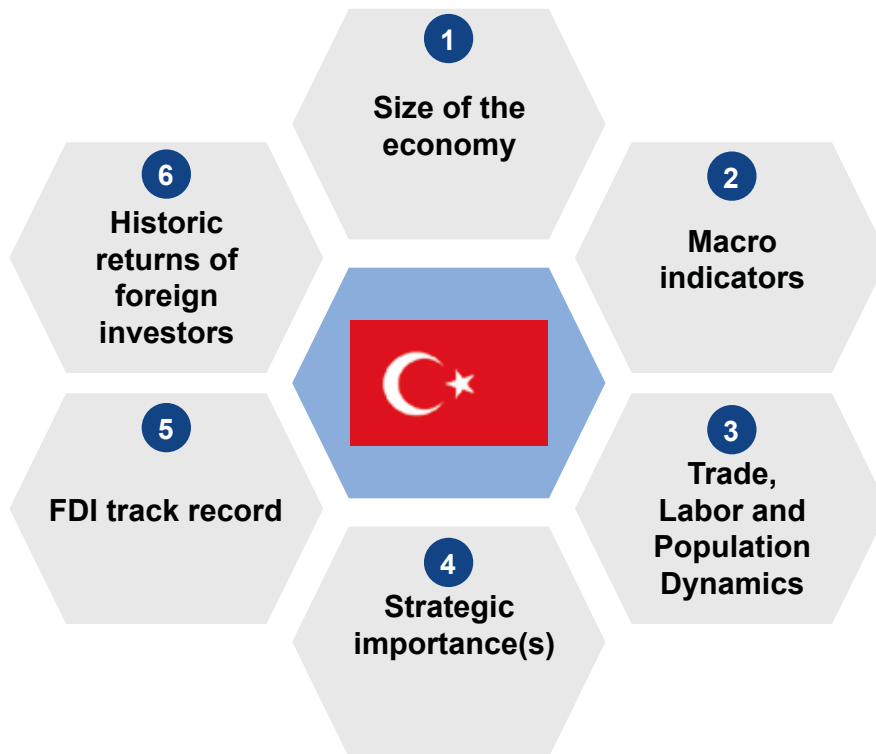 1
Size of the
economy
2
Macro
indicators
3
Trade,
Labor and
Population
Dynamics
4
Strategic
importance(s)
5
FDI track record
6
Historic
returns of
foreign
investors